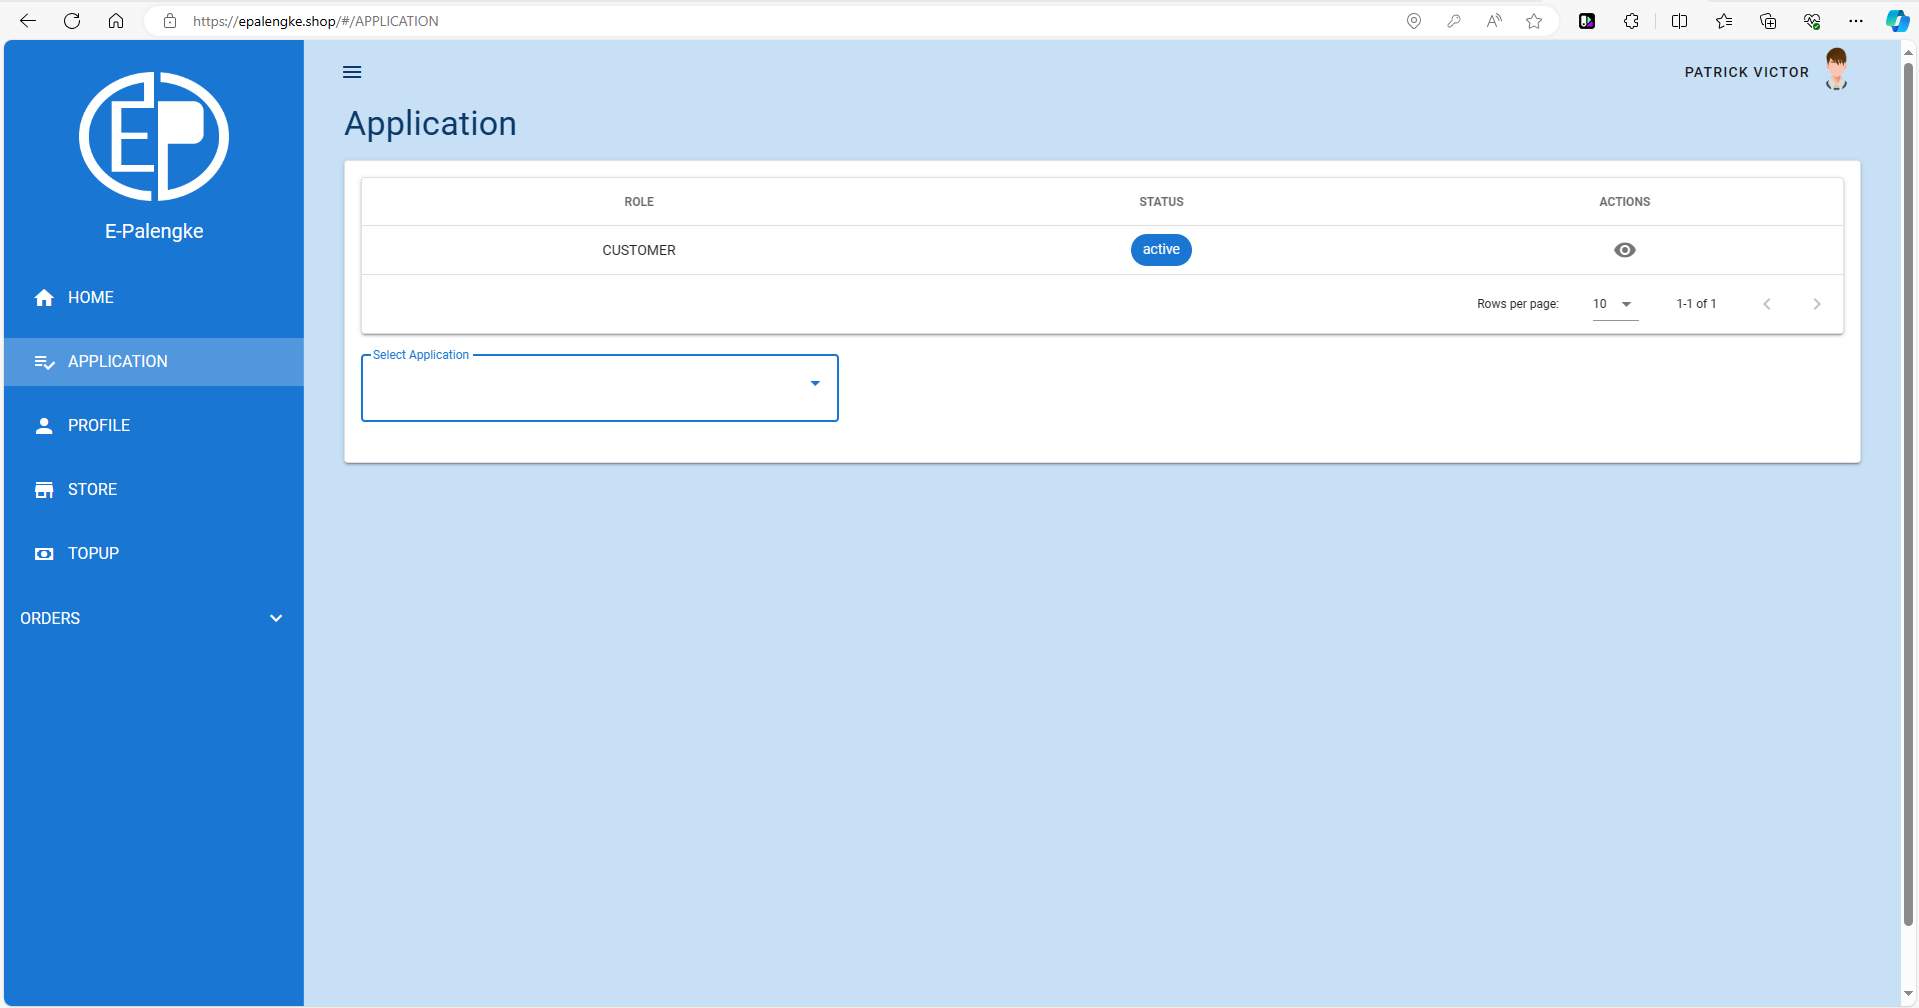 https://epalengke.shop/#/APPLICATION
EP
E-Palengke
HOME
APPLICATION
PROFILE
STORE
TOPUP
ORDERS
PATRICK VICTOR
Application
ROLE STATUS ACTIONS
CUSTOMER active
Rows per page: 10 1-1 of 1
Select Application